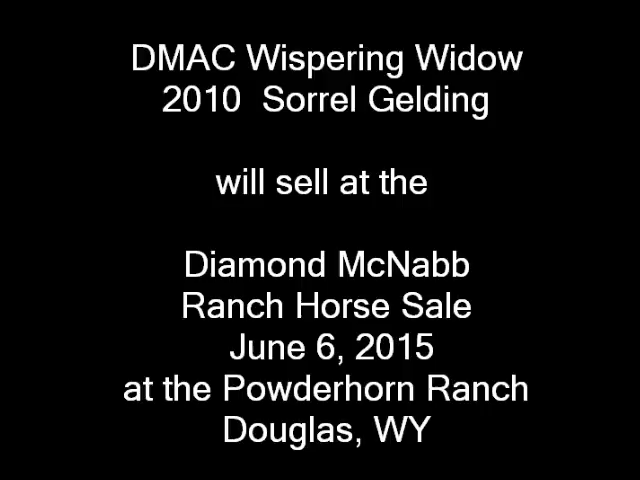 DMAC Wispering Widow
2010  Sorrel Gelding
will sell at the
Diamond McNabb
Ranch Horse Sale
June 6, 2015
at the Powderhorn Ranch
Douglas, WY